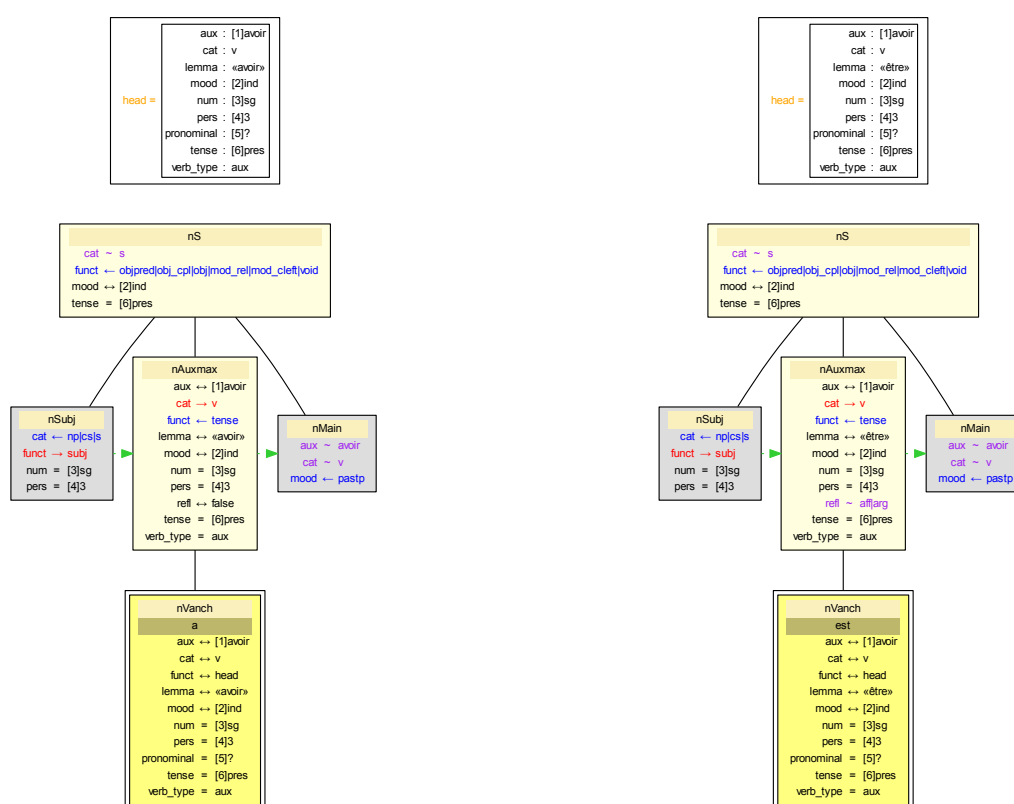 aux : [1]avoir
cat : v
lemma : «avoir»
mood : [2]ind
head =
num : [3]sg
pers : [4]3
pronominal : [5]?
tense : [6]pres
verb_type : aux
nS
cat ~ s
funct ← objpred|obj_cpl|obj|mod_rel|mod_cleft|void
mood ↔ [2]ind
tense = [6]pres
nSubj
cat ← np|cs|s
funct → subj
num = [3]sg
pers = [4]3
nAuxmax
aux ↔ [1]avoir
cat → v
funct ← tense
lemma ↔ «avoir»
mood ↔ [2]ind
num = [3]sg
pers = [4]3
refl ↔ false
tense = [6]pres
verb_type = aux
nMain
aux ~ avoir
cat ~ v
mood ← pastp
nVanch
a
aux ↔ [1]avoir
cat ↔ v
funct ↔ head
lemma ↔ «avoir»
mood ↔ [2]ind
num = [3]sg
pers = [4]3
pronominal = [5]?
tense = [6]pres
verb_type = aux
aux : [1]avoir
cat : v
lemma : «être»
mood : [2]ind
head =
num : [3]sg
pers : [4]3
pronominal : [5]?
tense : [6]pres
verb_type : aux
nS
cat ~ s
funct ← objpred|obj_cpl|obj|mod_rel|mod_cleft|void
mood ↔ [2]ind
tense = [6]pres
nSubj
cat ← np|cs|s
funct → subj
num = [3]sg
pers = [4]3
nAuxmax
aux ↔ [1]avoir
cat → v
funct ← tense
lemma ↔ «être»
mood ↔ [2]ind
num = [3]sg
pers = [4]3
refl ~ aff|arg
tense = [6]pres
verb_type = aux
nMain
aux ~ avoir
cat ~ v
mood ← pastp
nVanch
est
aux ↔ [1]avoir
cat ↔ v
funct ↔ head
lemma ↔ «être»
mood ↔ [2]ind
num = [3]sg
pers = [4]3
pronominal = [5]?
tense = [6]pres
verb_type = aux